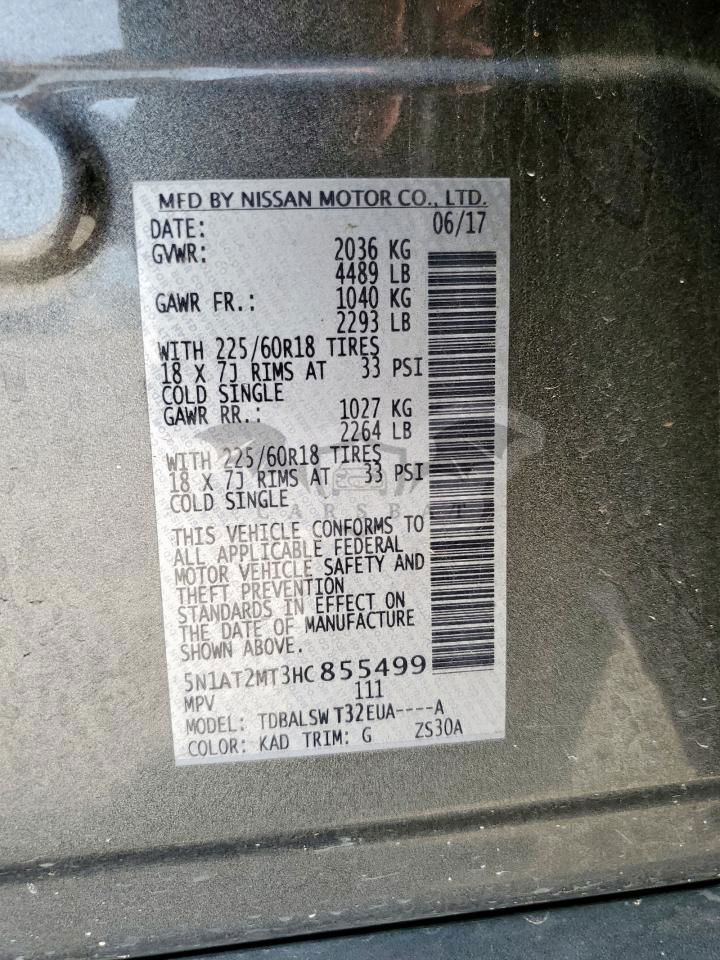 MFD BY NISSAN MOTOR CO., LTD.
DATE: 06/17
GVWR: 2036 KG
4489 LB
GAWR FR.: 1040 KG
2293 LB
WITH 225/60R18 TIRES
18 X 7J RIMS AT 33 PSI
COLD SINGLE
GAWR RR.: 1027 KG
2264 LB
WITH 225/60R18 TIRES
18 X 7J RIMS AT 33 PSI
COLD SINGLE
CARSBAT
THIS VEHICLE CONFORMS TO
ALL APPLICABLE FEDERAL
MOTOR VEHICLE SAFETY AND
THEFT PREVENTION
STANDARDS IN EFFECT ON
THE DATE OF MANUFACTURE
SHOWN ABOVE.
5N1AT2MT3HC855499
MPV 111
MODEL: TDBALSW T32EUA----A
COLOR: KAD TRIM: G ZS30A